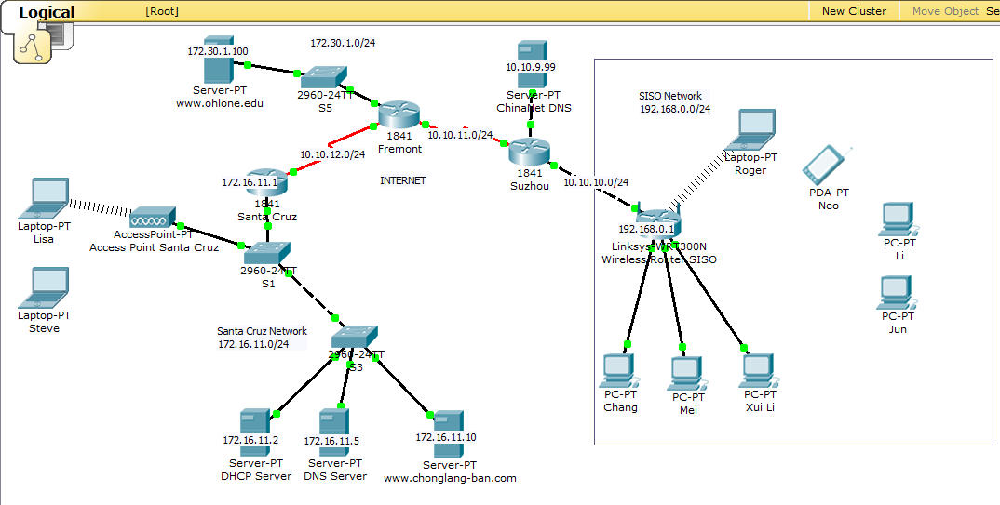 Logical
[Root]
New Cluster
Move Object
Se
172.30.1.100
Server-PT
www.ohlone.edu
172.30.1.0/24
2960-24TT
S5
1841
Fremont
10.10.9.99
Server-PT
ChinaNet DNS
10.10.11.0/24
1841
Suzhou
10.10.12.0/24
INTERNET
10.10.10.0/24
172.16.11.1
1841
Santa Cruz
Laptop-PT
Lisa
AccessPoint-PT
Access Point Santa Cruz
2960-24TT
S1
Laptop-PT
Steve
Santa Cruz Network
172.16.11.0/24
2960-24TT
S3
172.16.11.2
Server-PT
DHCP Server
172.16.11.5
Server-PT
DNS Server
172.16.11.10
Server-PT
www.chonglang-ban.com
SISO Network
192.168.0.0/24
Laptop-PT
Roger
PDA-PT
Neo
192.168.0.1
Linksys-WRT300N
Wireless Router SISO
PC-PT
Li
PC-PT
Jun
PC-PT
Chang
PC-PT
Mei
PC-PT
Xui Li